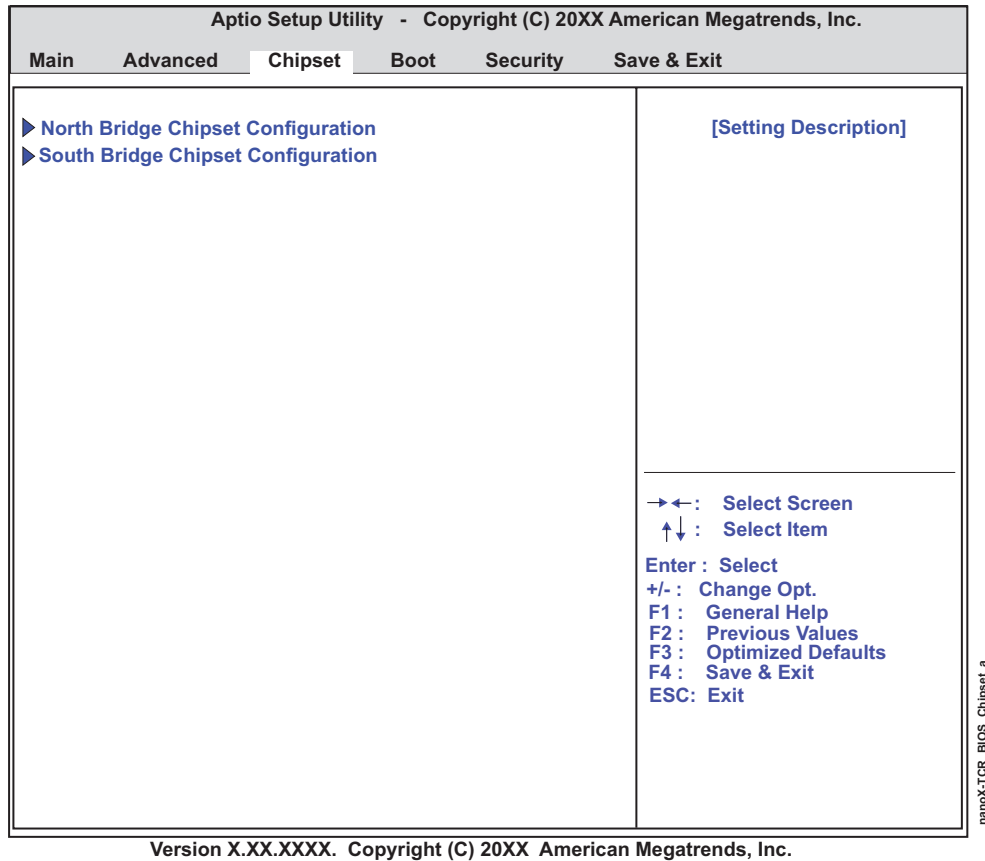 Aptio Setup Utility - Copyright (C) 20XX American Megatrends, Inc.
Main Advanced Chipset Boot Security Save & Exit
North Bridge Chipset Configuration
South Bridge Chipset Configuration
[Setting Description]
→←: Select Screen
↑↓: Select Item
Enter : Select
+/- : Change Opt.
F1 : General Help
F2 : Previous Values
F3 : Optimized Defaults
F4 : Save & Exit
ESC: Exit
nanoX-TCR_BIOS_Chipset_a
Version X.XX.XXXX. Copyright (C) 20XX American Megatrends, Inc.